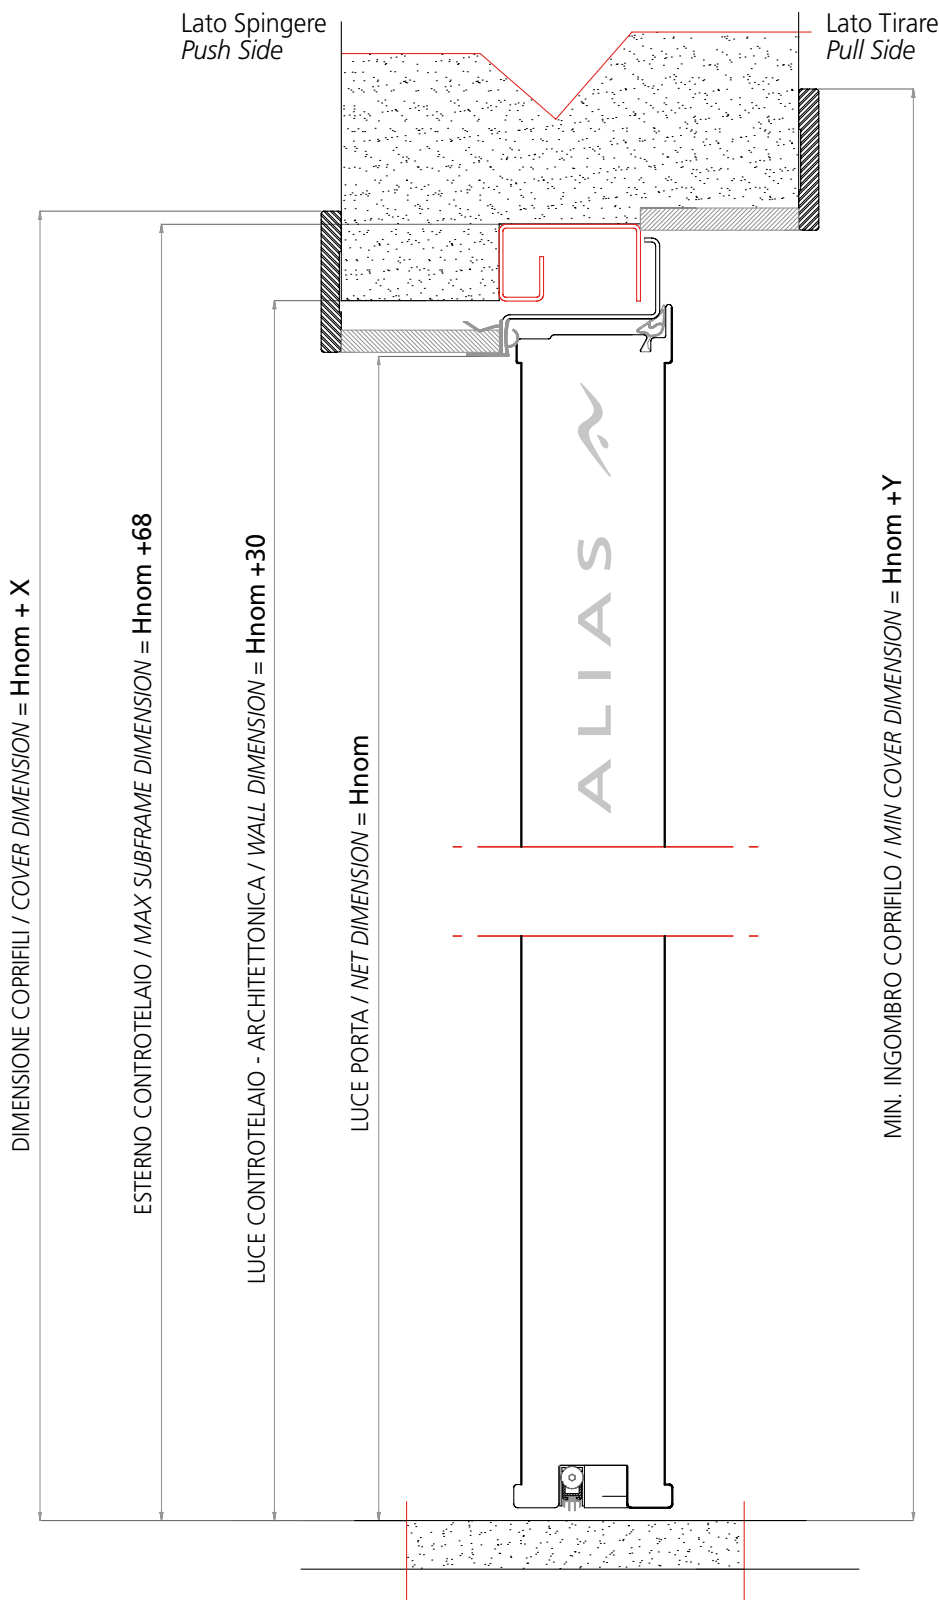 Lato Spingere
Push Side
Lato Tirare
Pull Side
DIMENSIONE COPRIFILI / COVER DIMENSION = Hnom + X
ESTERNO CONTROTELAIO / MAX SUBFRAME DIMENSION = Hnom +68
LUCE CONTROTELAIO - ARCHITETTONICA / WALL DIMENSION = Hnom +30
LUCE PORTA / NET DIMENSION = Hnom
ALIAS
MIN. INGOMBRO COPRIFILO / MIN COVER DIMENSION = Hnom +Y